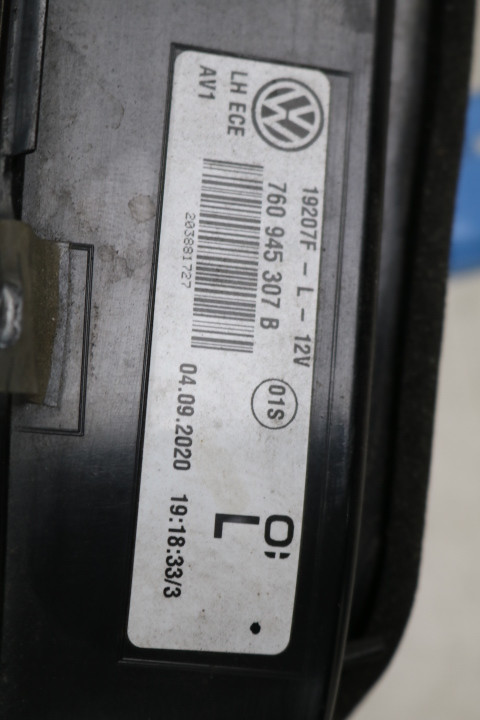 19207F - L - 12V
LH ECE
760 945 307 B
AV1
01S
203881727
L
04.09.2020 19:18:33/3